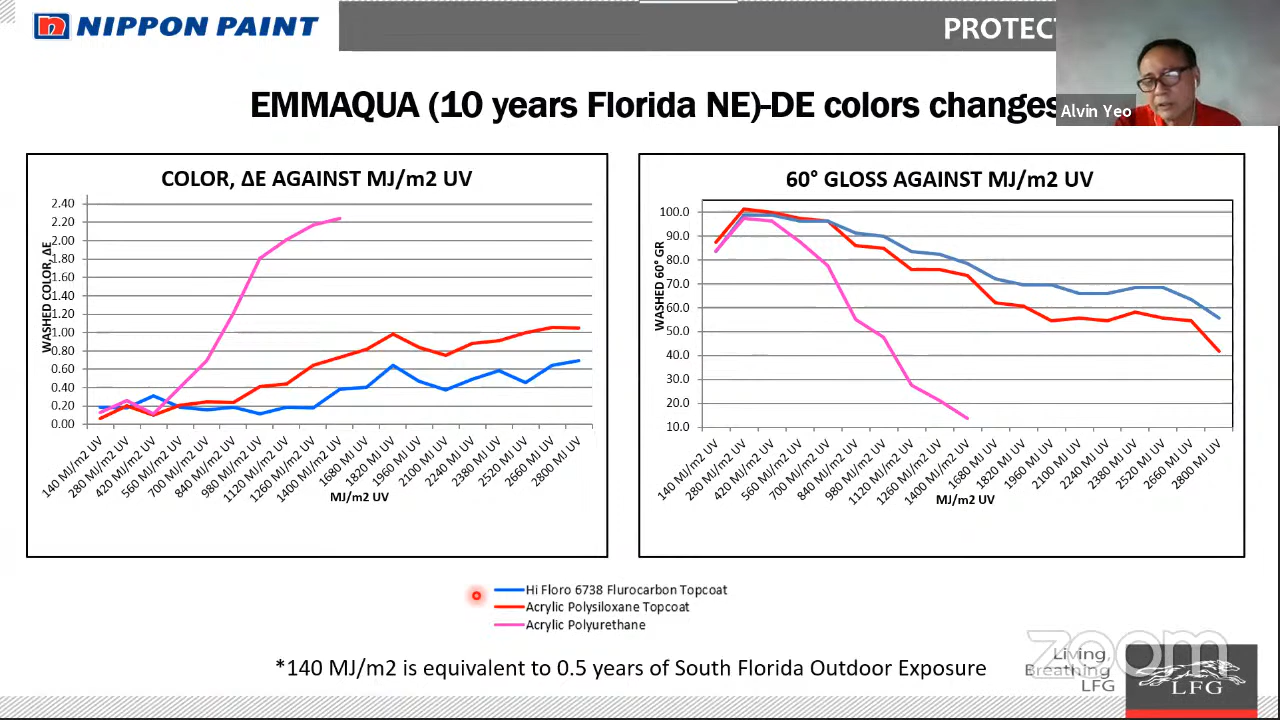 n NIPPON PAINT
PROTECT
Alvin Yeo
EMMAQUA (10 years Florida NE)-DE colors changes
COLOR, ΔE AGAINST MJ/m2 UV
WASHED COLOR, ΔE
2.40
2.20
2.00
1.80
1.60
1.40
1.20
1.00
0.80
0.60
0.40
0.20
0.00
140 MJ/m2 UV
280 MJ/m2 UV
420 MJ/m2 UV
560 MJ/m2 UV
700 MJ/m2 UV
840 MJ/m2 UV
980 MJ/m2 UV
1120 MJ/m2 UV
1260 MJ/m2 UV
1400 MJ/m2 UV
1680 MJ UV
1820 MJ UV
1960 MJ UV
2100 MJ UV
2240 MJ UV
2380 MJ UV
2520 MJ UV
2660 MJ UV
2800 MJ UV
MJ/m2 UV
60° GLOSS AGAINST MJ/m2 UV
WASHED 60° GR
100.0
90.0
80.0
70.0
60.0
50.0
40.0
30.0
20.0
10.0
140 MJ/m2 UV
280 MJ/m2 UV
420 MJ/m2 UV
560 MJ/m2 UV
700 MJ/m2 UV
840 MJ/m2 UV
980 MJ/m2 UV
1120 MJ/m2 UV
1260 MJ/m2 UV
1400 MJ/m2 UV
1680 MJ UV
1820 MJ UV
1960 MJ UV
2100 MJ UV
2240 MJ UV
2380 MJ UV
2520 MJ UV
2660 MJ UV
2800 MJ UV
MJ/m2 UV
Hi Floro 6738 Flurocarbon Topcoat
Acrylic Polysiloxane Topcoat
Acrylic Polyurethane
*140 MJ/m2 is equivalent to 0.5 years of South Florida Outdoor Exposure
zoom
Living,
Breathing
LFG
LFG